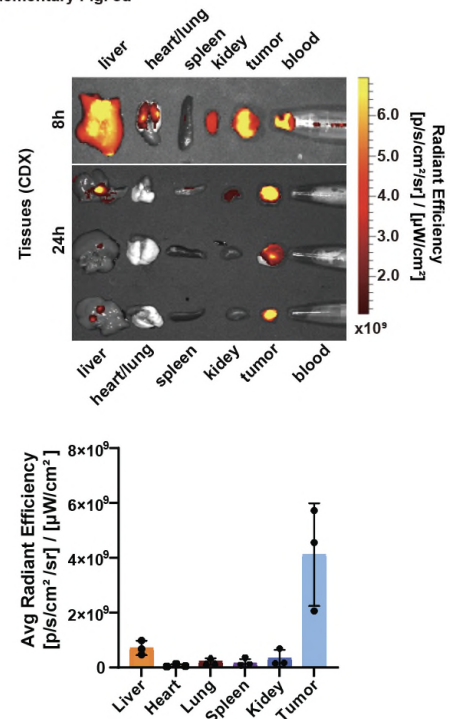 liver heart/lung spleen kidey tumor blood
8h
24h
Tissues (CDX)
6.0
5.0
4.0
3.0
2.0
x10⁹
Radiant Efficiency
[p/s/cm²/sr] / [µW/cm²]
liver heart/lung spleen kidey tumor blood
Avg Radiant Efficiency
[p/s/cm²/sr] / [µW/cm²]
8×10⁹
6×10⁹
4×10⁹
2×10⁹
0
Liver Heart Lung Spleen Kidey Tumor